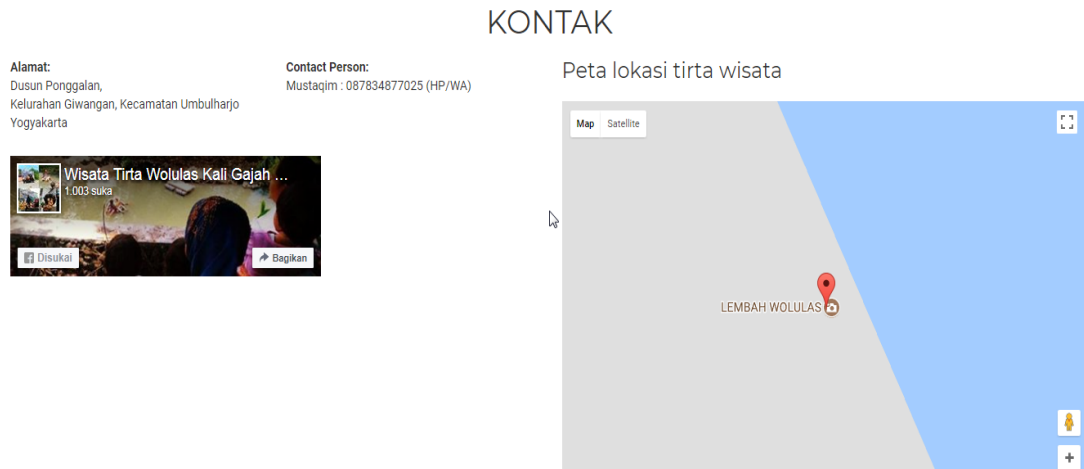 KONTAK
Alamat:
Dusun Ponggalan,
Kelurahan Giwangan, Kecamatan Umbulharjo
Yogyakarta
Contact Person:
Mustaqim : 087834877025 (HP/WA)
Wisata Tirta Wolulas Kali Gajah ...
1.003 suka
Disukai
Bagikan
Peta lokasi tirta wisata
Map Satellite
LEMBAH WOLULAS
+